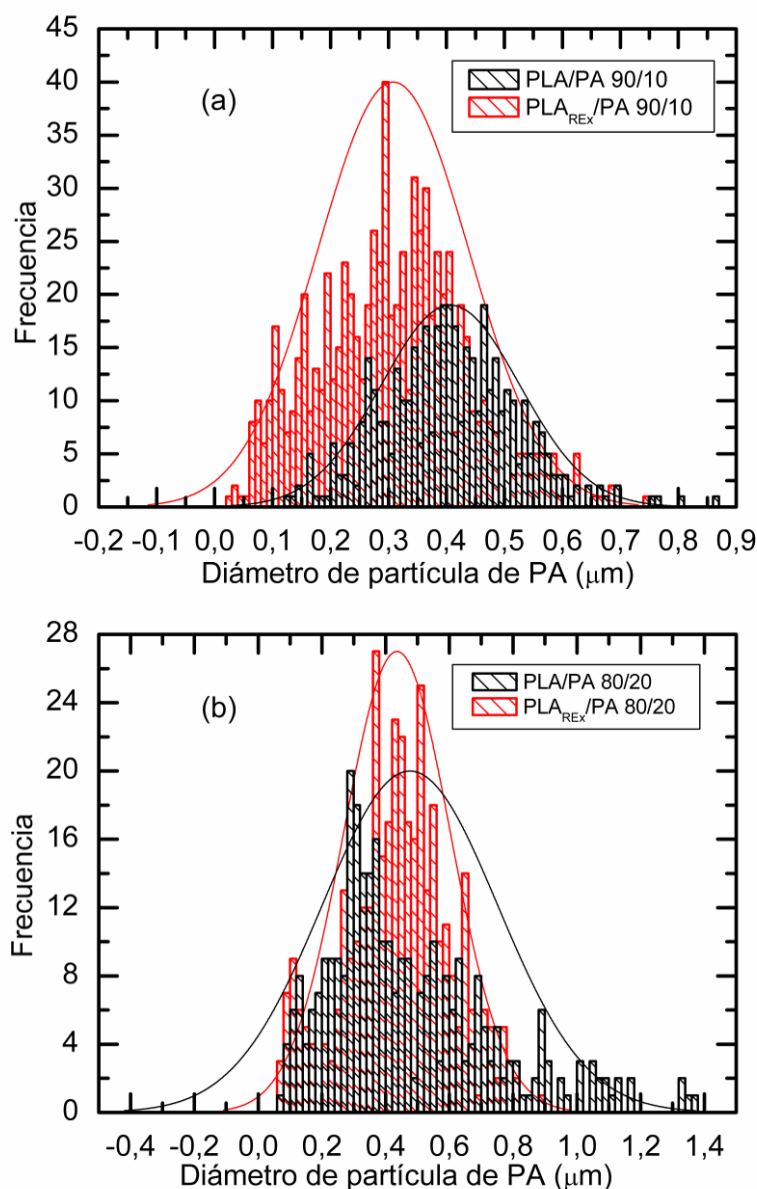 45
40
35
30
25
20
15
10
5
0
Frecuencia
(a)
PLA/PA 90/10
PLAREx/PA 90/10
-0,2 -0,1 0,0 0,1 0,2 0,3 0,4 0,5 0,6 0,7 0,8 0,9
Diámetro de partícula de PA (μm)
28
24
20
16
12
8
4
0
Frecuencia
(b)
PLA/PA 80/20
PLAREx/PA 80/20
-0,4 -0,2 0,0 0,2 0,4 0,6 0,8 1,0 1,2 1,4
Diámetro de partícula de PA (μm)